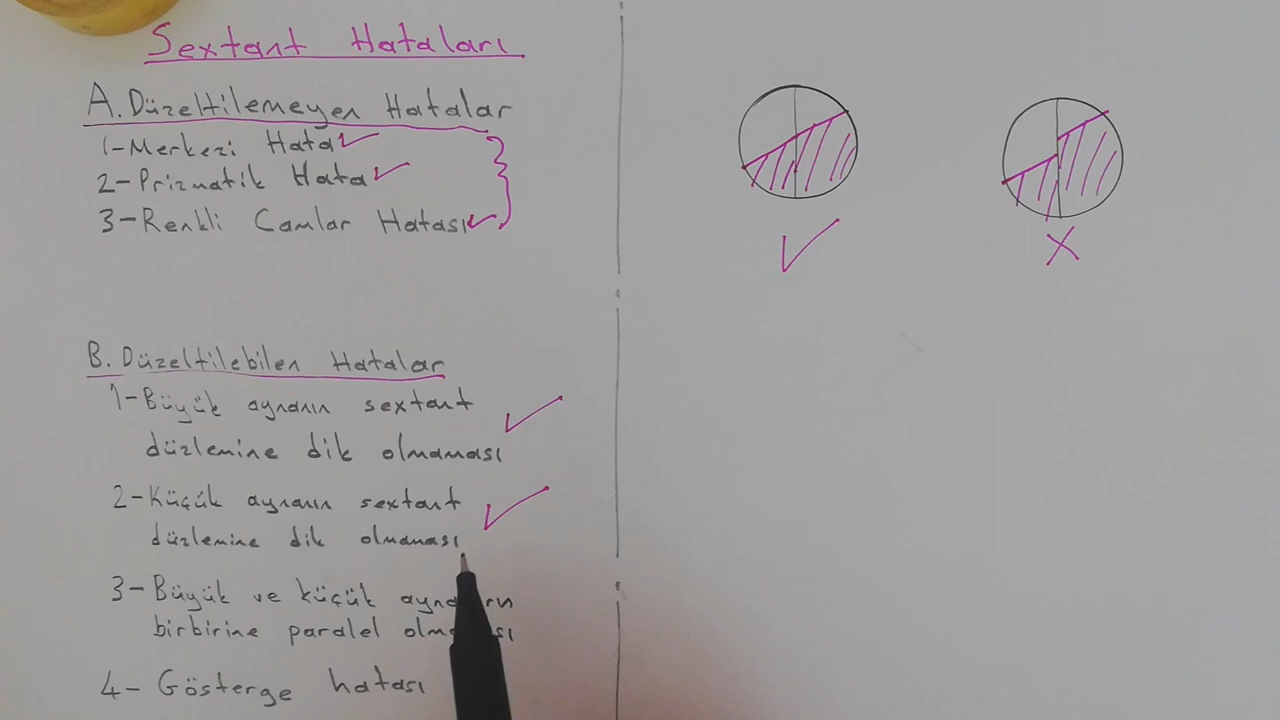 Sextant Hataları
A. Düzeltilemeyen Hatalar
1-Merkezi Hata
2-Prizmatik Hata
3-Renkli Camlar Hatası
B. Düzeltilebilen Hatalar
1-Büyük aynanın sextant
düzlemine dik olmaması
2-Küçük aynanın sextant
düzlemine dik olmaması
3-Büyük ve küçük
birbirine paralel
4-Gösterge hatası